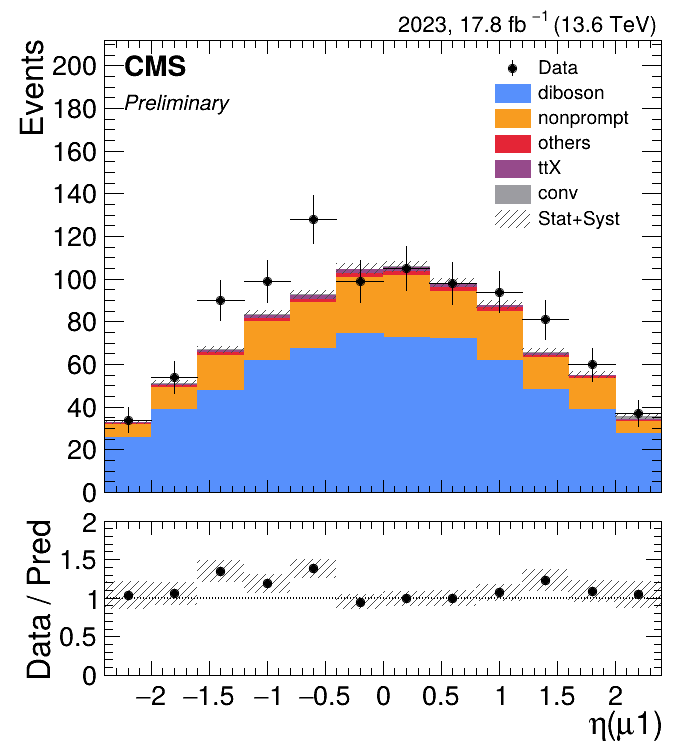 2023, 17.8 fb⁻¹ (13.6 TeV)
Events
200
180
160
140
120
100
80
60
40
20
0
CMS
Preliminary
Data
diboson
nonprompt
others
ttX
conv
Stat+Syst
Data / Pred
2
1.5
1
0.5
0
−2 −1.5 −1 −0.5 0 0.5 1 1.5 2
η(μ1)